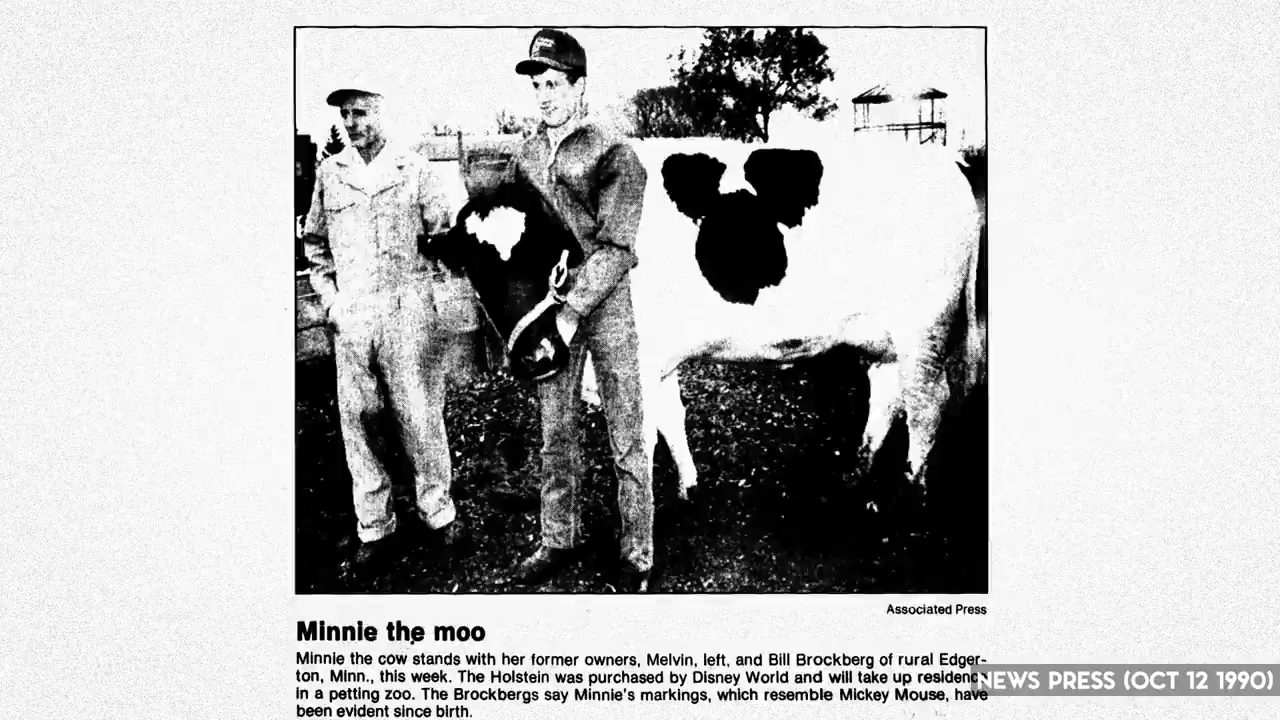 Associated Press
Minnie the moo
Minnie the cow stands with her former owners, Melvin, left, and Bill Brockberg of rural Edger-
ton, Minn., this week. The Holstein was purchased by Disney World and will take up residence
in a petting zoo. The Brockbergs say Minnie's markings, which resemble Mickey Mouse, have
been evident since birth.
NEWS PRESS (OCT 12 1990)